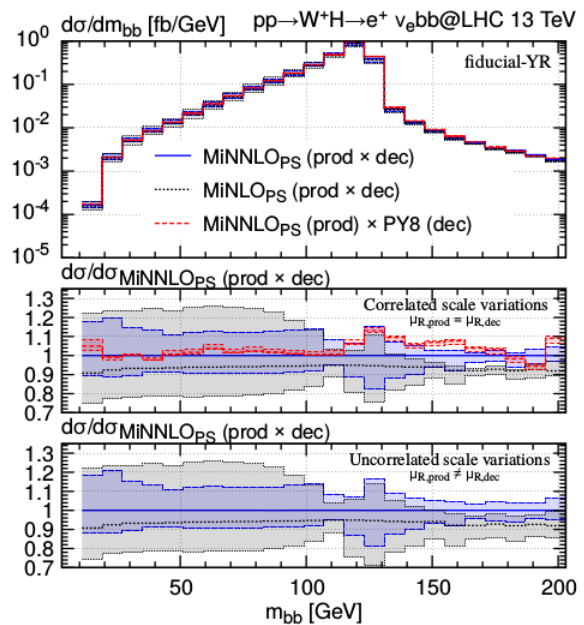 dσ/dm_bb [fb/GeV] pp→W⁺H→e⁺ ν_e bb@LHC 13 TeV
10⁰
fiducial-YR
10⁻¹
10⁻²
10⁻³
MiNNLO_PS (prod × dec)
MiNLO_PS (prod × dec)
MiNNLO_PS (prod) × PY8 (dec)
10⁻⁴
10⁻⁵
dσ/dσ_MiNNLO_PS (prod × dec)
1.3
Correlated scale variations
1.2
μ_R,prod = μ_R,dec
1.1
1.0
0.9
0.8
0.7
dσ/dσ_MiNNLO_PS (prod × dec)
1.3
Uncorrelated scale variations
1.2
μ_R,prod ≠ μ_R,dec
1.1
1.0
0.9
0.8
0.7
50 100 150 200
m_bb [GeV]